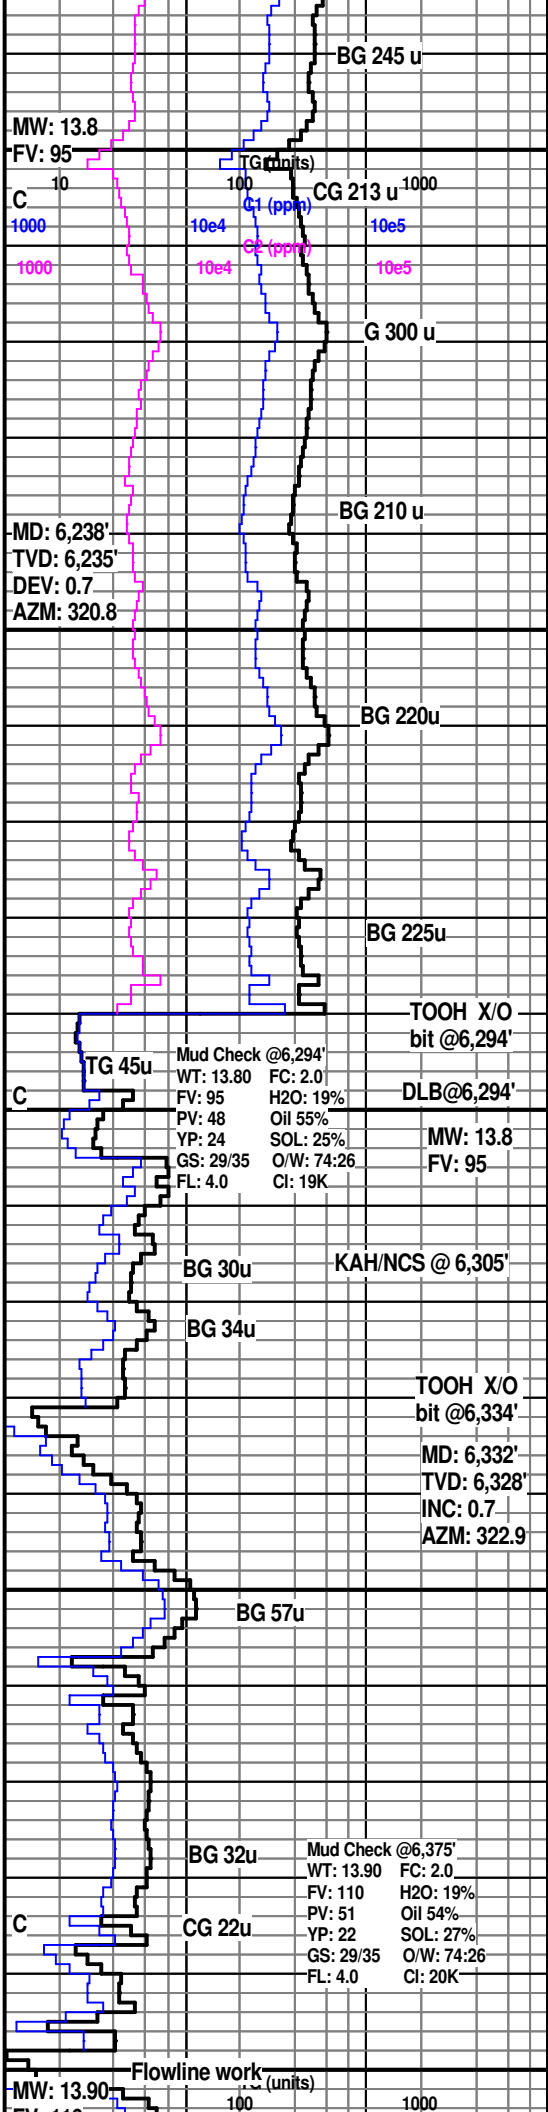 BG 245 u
MW: 13.8
FV: 95
TG (units)
10 100 1000
CG 213 u
C
C1 (ppm)
1000 10e4 10e5
C2 (ppm)
1000 10e4 10e5
G 300 u
BG 210 u
MD: 6,238'
TVD: 6,235'
DEV: 0.7
AZM: 320.8
BG 220u
BG 225u
TOOH X/O
bit @6,294'
TG 45u
Mud Check @6,294'
WT: 13.80 FC: 2.0
FV: 95 H2O: 19%
PV: 48 Oil 55%
YP: 24 SOL: 25%
GS: 29/35 O/W: 74:26
FL: 4.0 Cl: 19K
C
DLB@6,294'
MW: 13.8
FV: 95
BG 30u
KAH/NCS @ 6,305'
BG 34u
TOOH X/O
bit @6,334'
MD: 6,332'
TVD: 6,328'
INC: 0.7
AZM: 322.9
BG 57u
BG 32u
Mud Check @6,375'
WT: 13.90 FC: 2.0
FV: 110 H2O: 19%
PV: 51 Oil 54%
YP: 22 SOL: 27%
GS: 29/35 O/W: 74:26
FL: 4.0 Cl: 20K
C
CG 22u
Flowline work
(units)
MW: 13.90
100 1000